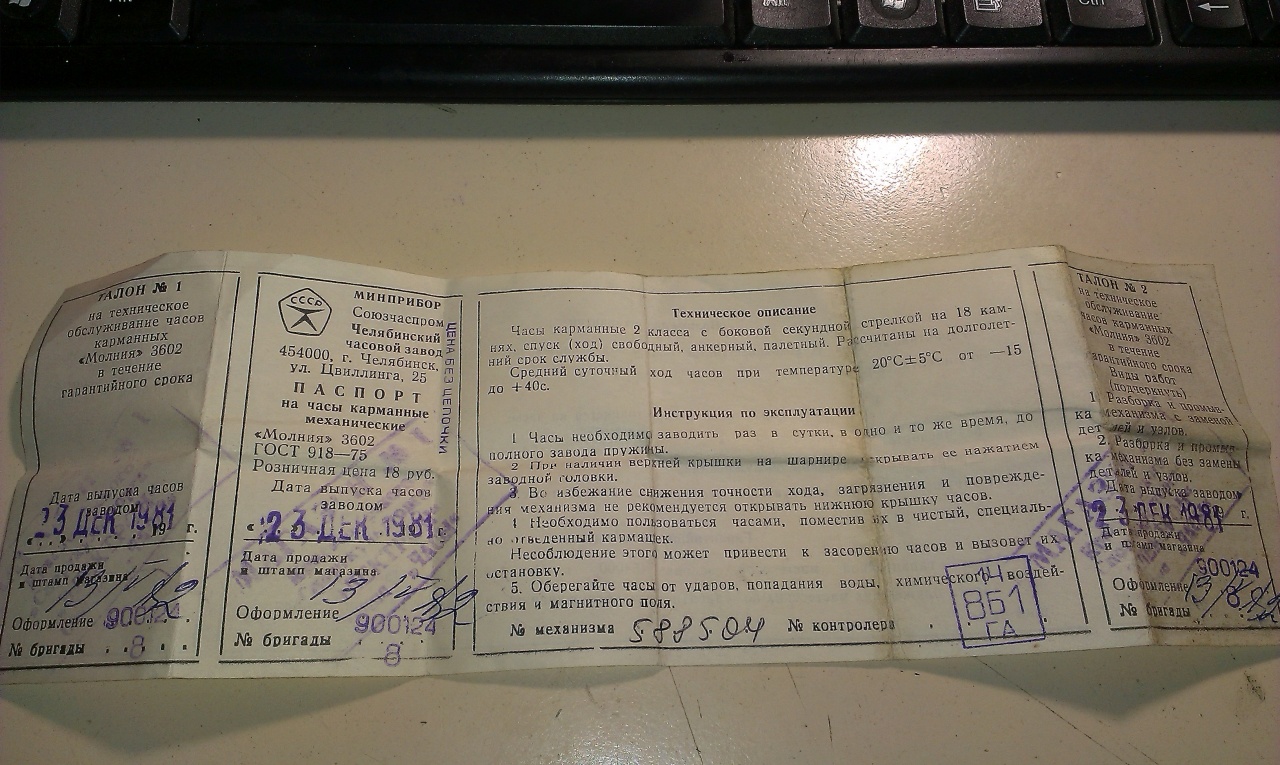 ТАЛОН № 1
на техническое
обслуживание часов
карманных
«Молния» 3602
в течение
гарантийного срока
Дата выпуска часов
заводом
23 ДЕК 1981
г.
Дата продажи
и штамп магазина
Оформление 900124
№ бригады 8
СССР
МИНПРИБОР
Союзчаспром
Челябинский
часовой завод
454000, г. Челябинск,
ул. Цвиллинга, 25
ПАСПОРТ
на часы карманные
механические
«Молния» 3602
ГОСТ 918—75
Розничная цена 18 руб.
Дата выпуска часов
заводом
« 23 ДЕК 1981 г.
Дата продажи
и штамп магазина
Оформление 900124
№ бригады 8
ЦЕНА БЕЗ ЦЕПОЧКИ
Техническое описание
Часы карманные 2 класса с боковой секундной стрелкой на 18 кам-
нях, спуск (ход) свободный, анкерный, палетный. Рассчитаны на долголет-
ний срок службы.
Средний суточный ход часов при температуре 20°С±5°С от —15
до +40с.
Инструкция по эксплуатации
1 Часы необходимо заводить раз в сутки, в одно и то же время, до
полного завода пружины.
2 При наличии верхней крышки на шарнире открывать ее нажатием
заводной головки.
3. Во избежание снижения точности хода, загрязнения и поврежде-
ния механизма не рекомендуется открывать нижнюю крышку часов.
4 Необходимо пользоваться часами, поместив их в чистый, специаль-
но отведенный кармашек.
Несоблюдение этого может привести к засорению часов и вызовет их
остановку.
5. Оберегайте часы от ударов, попадания воды, химического воздей-
ствия и магнитного поля.
№ механизма 588504 № контролера
1Ч
861
ГА
ТАЛОН № 2
на техническое
обслуживание
часов карманных
«Молния» 3602
в течение
гарантийного срока
Виды работ
(подчеркнуть)
1. Разборка и промыв-
ка механизма с заменой
деталей и узлов.
2. Разборка и промыв-
ка механизма без замены
деталей и узлов.
Дата выпуска заводом
23 ДЕК 1981 г.
Дата продажи
и штамп магазина
900124
Оформление
№ бригады